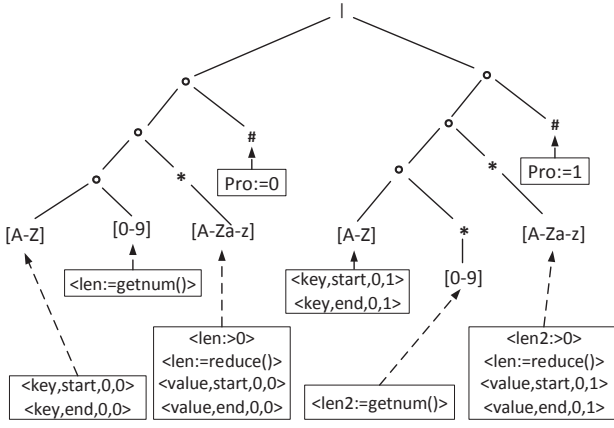 |
#
#
Pro:=0
Pro:=1
*
*
[A-Z]
[0-9]
[A-Za-z]
[A-Z]
*
[A-Za-z]
<len:=getnum()>
<key,start,0,1>
<key,end,0,1>
[0-9]
<key,start,0,0>
<key,end,0,0>
<len:>0>
<len:=reduce()>
<value,start,0,0>
<value,end,0,0>
<len2:=getnum()>
<len2:>0>
<len:=reduce()>
<value,start,0,1>
<value,end,0,1>